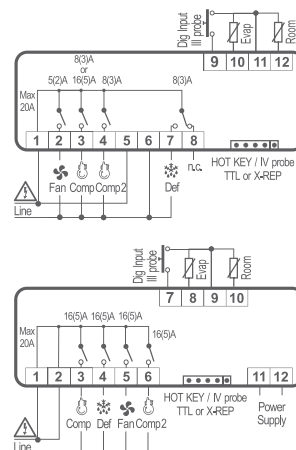 Dig Input
III probe
Evap
Room
9 10 11 12
8(3)A
or
5(2)A 16(5)A 8(3)A 8(3)A
Max
20A
1 2 3 4 5 6 7 8
HOT KEY / IV probe
TTL or X-REP
Fan Comp Comp2 Def n.c.
Line
Dig Input
III probe
Evap
Room
7 8 9 10
16(5)A 16(5)A 16(5)A
16(5)A
Max
20A
1 2 3 4 5 6 11 12
HOT KEY / IV probe
TTL or X-REP
Comp Def Fan Comp2
Power
Supply
Line